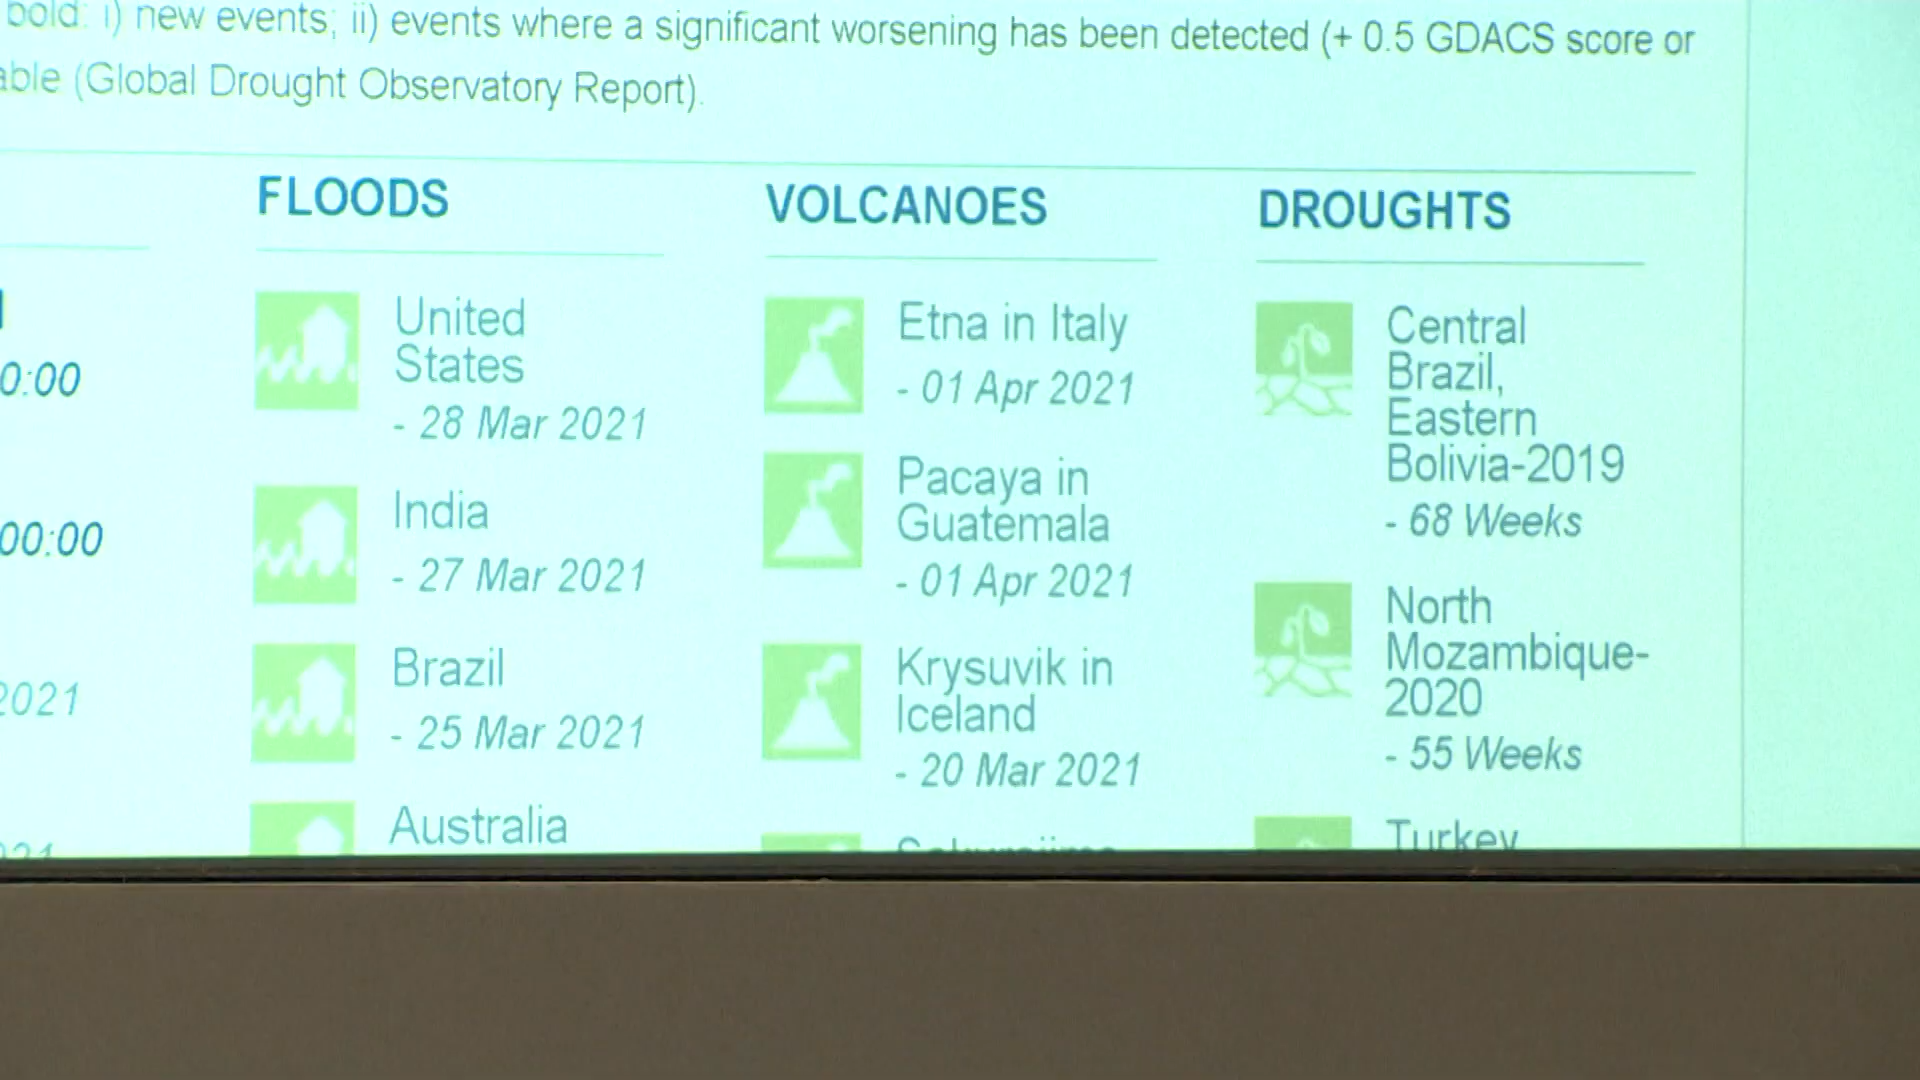 bold: i) new events; ii) events where a significant worsening has been detected (+ 0.5 GDACS score or
(Global Drought Observatory Report).
FLOODS
United
States
- 28 Mar 2021
India
- 27 Mar 2021
Brazil
- 25 Mar 2021
Australia
VOLCANOES
Etna in Italy
- 01 Apr 2021
Pacaya in
Guatemala
- 01 Apr 2021
Krysuvik in
Iceland
- 20 Mar 2021
DROUGHTS
Central
Brazil,
Eastern
Bolivia-2019
- 68 Weeks
North
Mozambique-
2020
- 55 Weeks
Turkey
0:00
00:00
2021